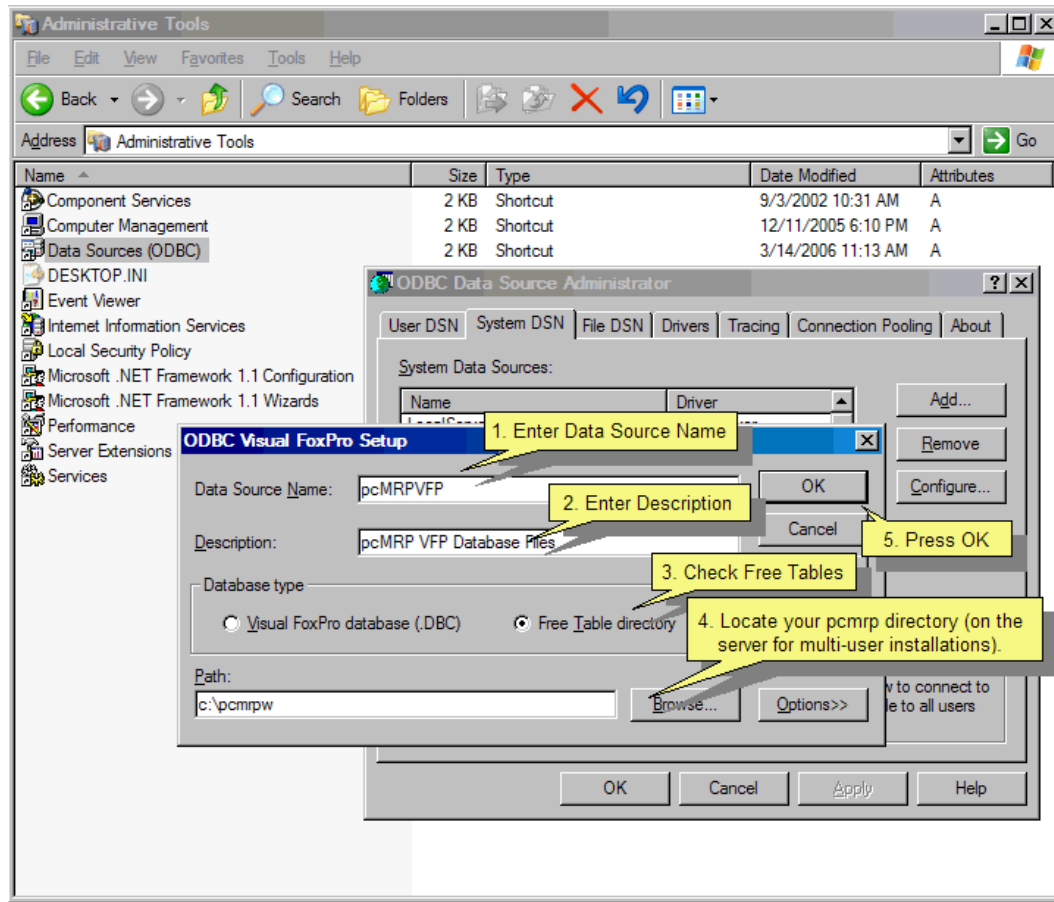 Administrative Tools
File Edit View Favorites Tools Help
Back Search Folders
Address Administrative Tools Go
Name Size Type Date Modified Attributes
Component Services 2 KB Shortcut 9/3/2002 10:31 AM A
Computer Management 2 KB Shortcut 12/11/2005 6:10 PM A
Data Sources (ODBC) 2 KB Shortcut 3/14/2006 11:13 AM A
DESKTOP.INI
Event Viewer
Internet Information Services
Local Security Policy
Microsoft .NET Framework 1.1 Configuration
Microsoft .NET Framework 1.1 Wizards
Performance
Server Extensions
Services
ODBC Data Source Administrator
User DSN System DSN File DSN Drivers Tracing Connection Pooling About
System Data Sources:
Name Driver
Add...
Remove
Configure...
ODBC Visual FoxPro Setup
1. Enter Data Source Name
Data Source Name: pcMRPVFP OK
2. Enter Description
Description: pcMRP VFP Database Files Cancel
5. Press OK
3. Check Free Tables
Database type
Visual FoxPro database (.DBC) Free Table directory
4. Locate your pcmrp directory (on the
server for multi-user installations).
Path:
c:\pcmrpw Browse... Options>>
to connect to
to all users
OK Cancel Apply Help